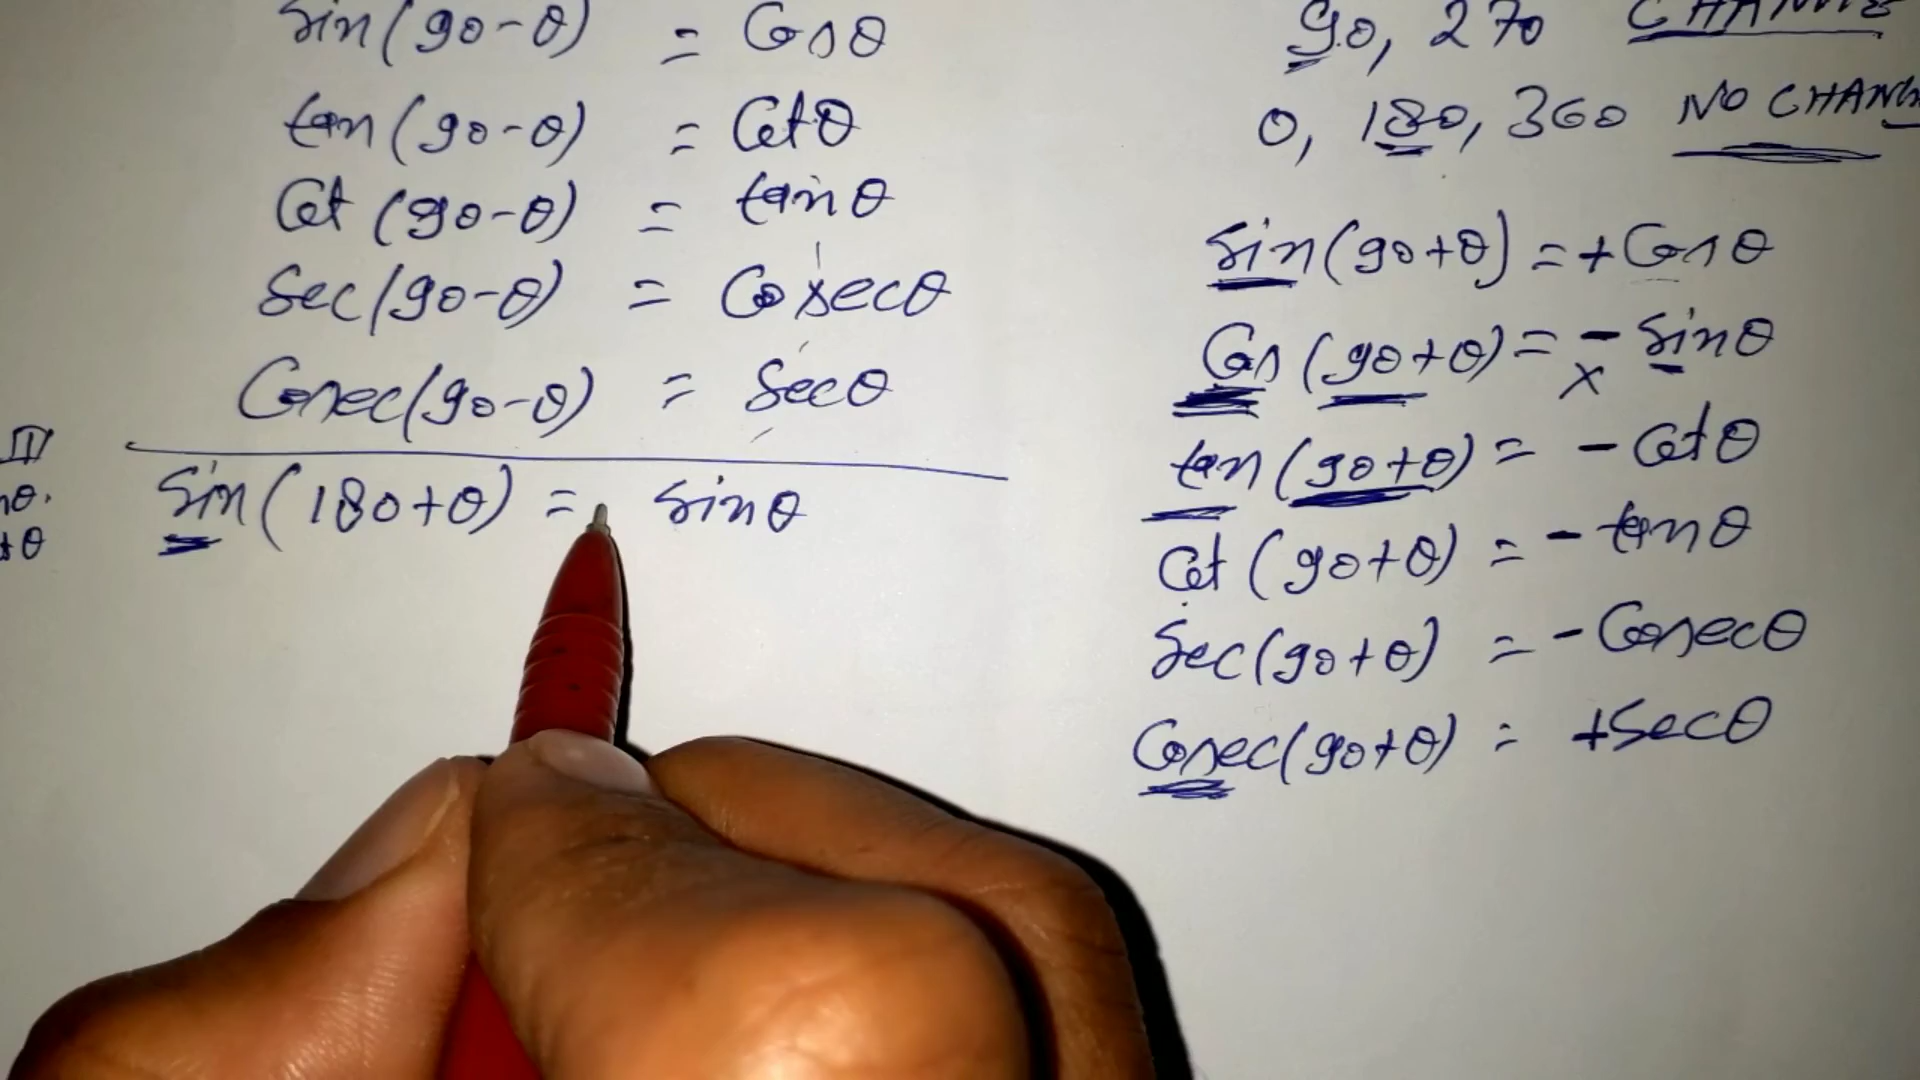 sin(90-θ) = Cosθ
tan(90-θ) = Cotθ
Cot(90-θ) = tanθ
Sec(90-θ) = Cosecθ
Cosec(90-θ) = Secθ
Sin(180+θ) = sinθ
III
θ.
θ
90, 270 CHANGE
0, 180, 360 NO CHANG
Sin(90+θ) = +Cosθ
Cos(90+θ) = - Sinθ
x
tan(90+θ) = - Cotθ
Cot(90+θ) = - tanθ
Sec(90+θ) = - Cosecθ
Cosec(90+θ) = +Secθ